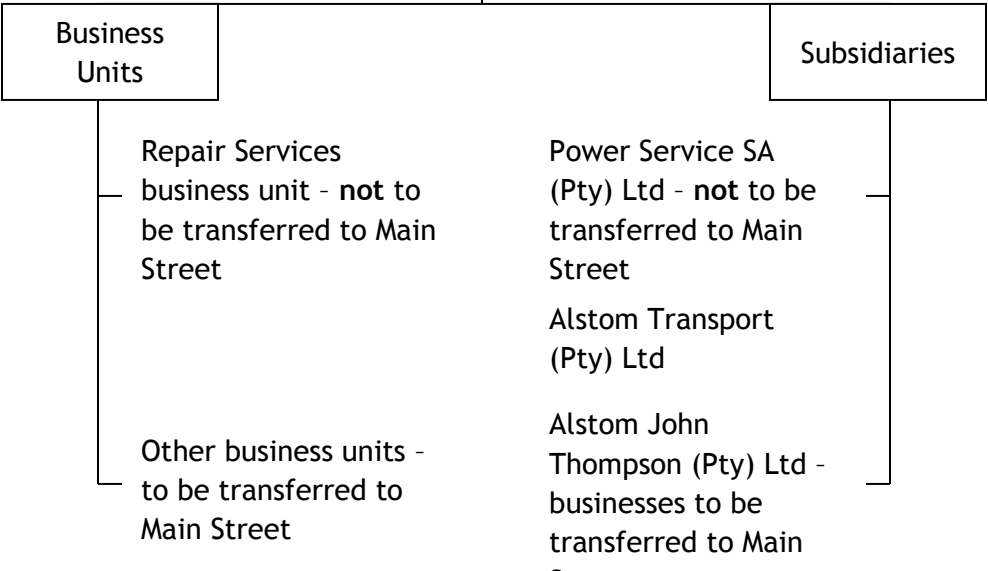 Business
Units
Subsidiaries
Repair Services
business unit – not to
be transferred to Main
Street
Other business units –
to be transferred to
Main Street
Power Service SA
(Pty) Ltd – not to be
transferred to Main
Street
Alstom Transport
(Pty) Ltd
Alstom John
Thompson (Pty) Ltd –
businesses to be
transferred to Main